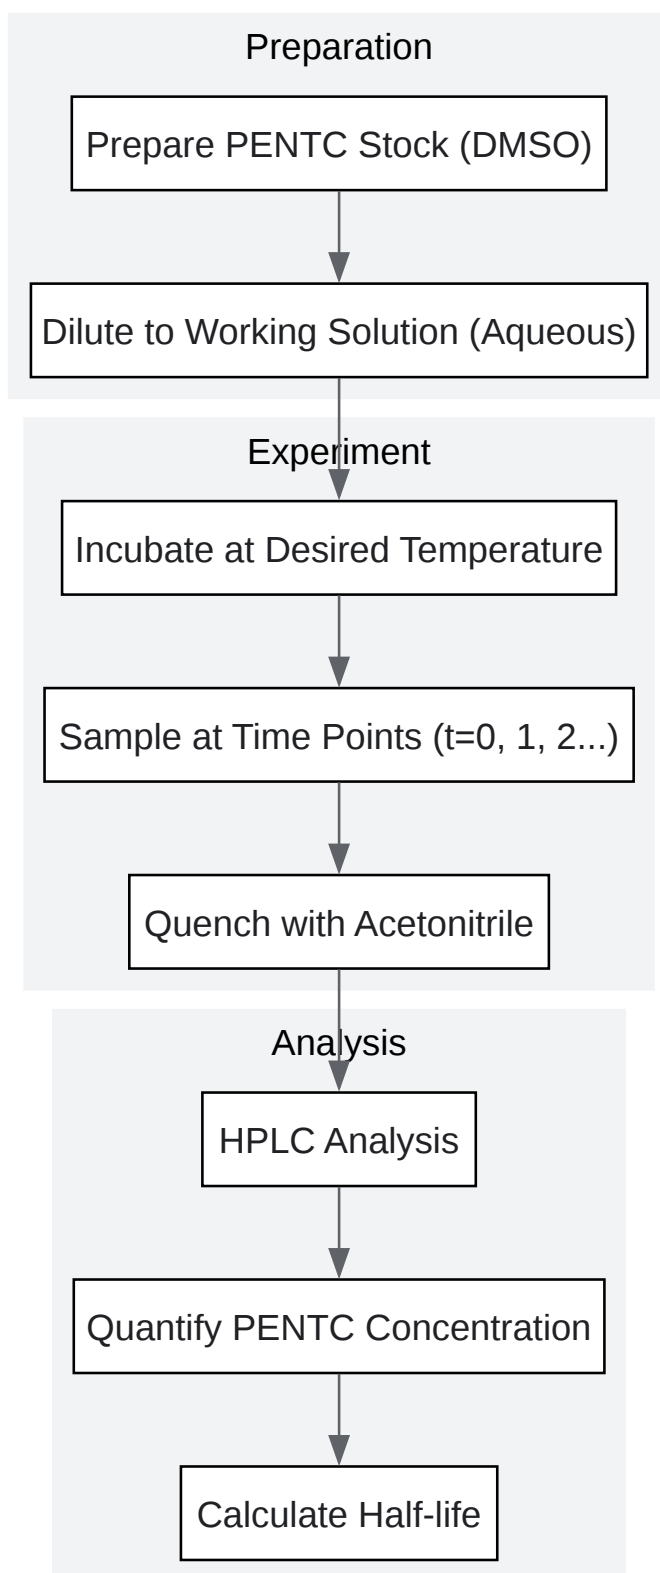 Preparation
Prepare PENTC Stock (DMSO)
Dilute to Working Solution (Aqueous)
Experiment
Incubate at Desired Temperature
Sample at Time Points (t=0, 1, 2...)
Quench with Acetonitrile
Analysis
HPLC Analysis
Quantify PENTC Concentration
Calculate Half-life